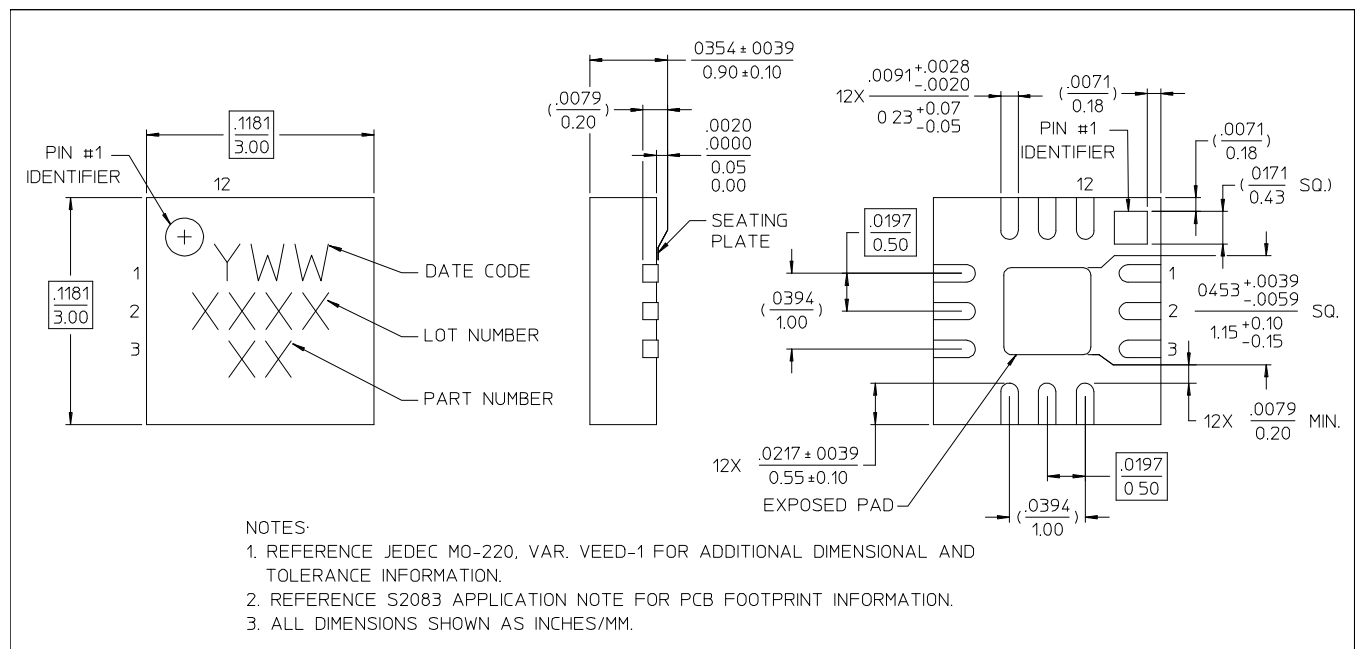 .1181
3.00
PIN #1
IDENTIFIER
12
.1181
3.00
1
2
3
Y W W
X X X X
X X
DATE CODE
LOT NUMBER
PART NUMBER
.0354 ±.0039
0.90 ±0.10
(.0079
0.20)
.0020
.0000
0.05
0.00
SEATING
PLATE
12X .0091 +.0028
-.0020
0.23 +0.07
-0.05
(.0071
0.18)
PIN #1
IDENTIFIER
12
(.0071
0.18)
(.0171
0.43 SQ.)
.0197
0.50
(.0394
1.00)
1
2
3
.0453 +.0039
-.0059 SQ.
1.15 +0.10
-0.15
12X .0079
0.20 MIN.
12X .0217 ±.0039
0.55 ±0.10
EXPOSED PAD
(.0394
1.00)
.0197
0.50
NOTES:
1. REFERENCE JEDEC MO-220, VAR. VEED-1 FOR ADDITIONAL DIMENSIONAL AND
TOLERANCE INFORMATION.
2. REFERENCE S2083 APPLICATION NOTE FOR PCB FOOTPRINT INFORMATION.
3. ALL DIMENSIONS SHOWN AS INCHES/MM.